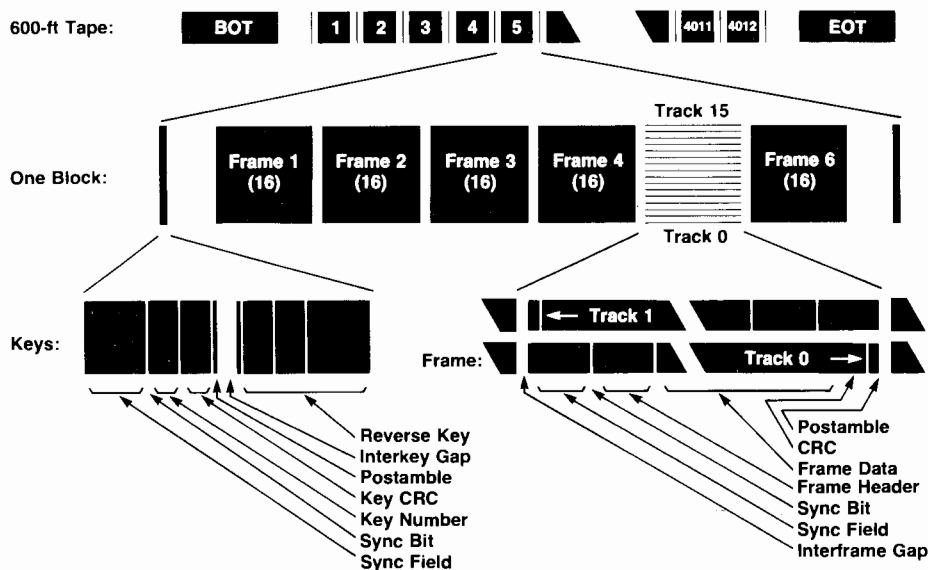 600-ft Tape: BOT 1 2 3 4 5 4011 4012 EOT
Track 15
One Block: Frame 1 (16) Frame 2 (16) Frame 3 (16) Frame 4 (16) Frame 6 (16)
Track 0
Keys:
Track 1
Frame: Track 0
Reverse Key
Interkey Gap
Postamble
Key CRC
Key Number
Sync Bit
Sync Field
Postamble
CRC
Frame Data
Frame Header
Sync Bit
Sync Field
Interframe Gap